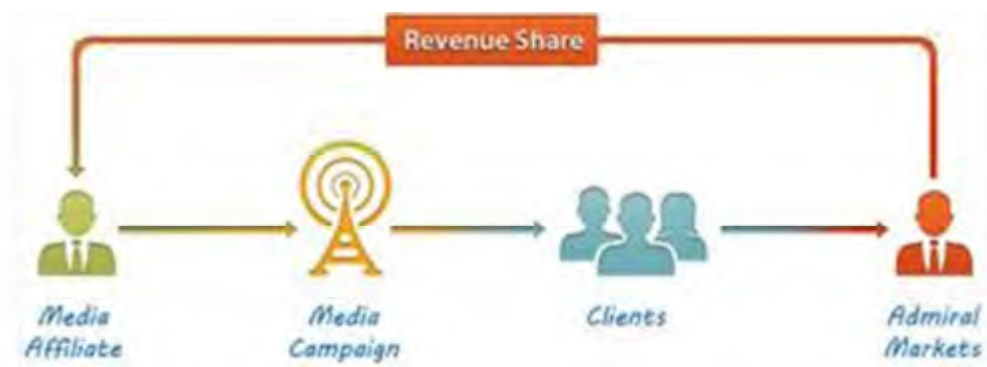 Revenue Share
Media
Affiliate
Media
Campaign
Clients
Admiral
Markets